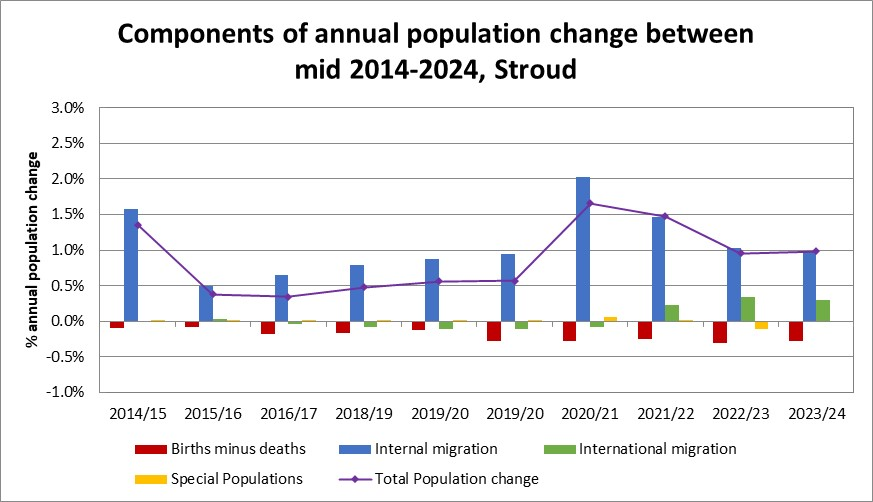 Components of annual population change between
mid 2014-2024, Stroud
3.0%
2.5%
2.0%
1.5%
1.0%
0.5%
0.0%
-0.5%
-1.0%
% annual population change
2014/15 2015/16 2016/17 2018/19 2019/20 2019/20 2020/21 2021/22 2022/23 2023/24
Births minus deaths Internal migration International migration
Special Populations Total Population change